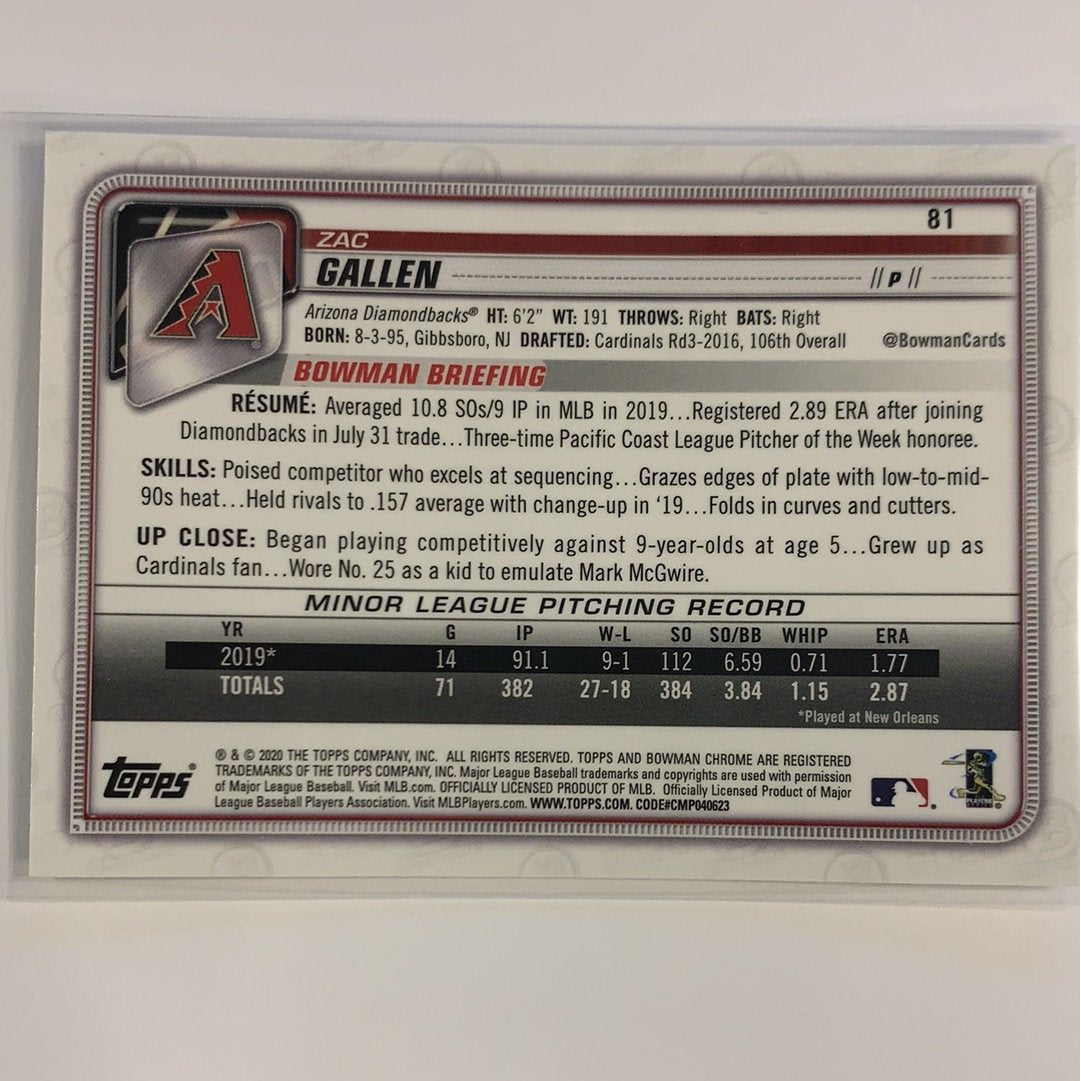 81
ZAC
GALLEN // P //
Arizona Diamondbacks® HT: 6'2" WT: 191 THROWS: Right BATS: Right
BORN: 8-3-95, Gibbsboro, NJ DRAFTED: Cardinals Rd3-2016, 106th Overall @BowmanCards
BOWMAN BRIEFING
RÉSUMÉ: Averaged 10.8 SOs/9 IP in MLB in 2019...Registered 2.89 ERA after joining
Diamondbacks in July 31 trade...Three-time Pacific Coast League Pitcher of the Week honoree.
SKILLS: Poised competitor who excels at sequencing...Grazes edges of plate with low-to-mid-
90s heat...Held rivals to .157 average with change-up in '19...Folds in curves and cutters.
UP CLOSE: Began playing competitively against 9-year-olds at age 5...Grew up as
Cardinals fan...Wore No. 25 as a kid to emulate Mark McGwire.
MINOR LEAGUE PITCHING RECORD
YR G IP W-L SO SO/BB WHIP ERA
2019* 14 91.1 9-1 112 6.59 0.71 1.77
TOTALS 71 382 27-18 384 3.84 1.15 2.87
*Played at New Orleans
TOPPS®
® & © 2020 THE TOPPS COMPANY, INC. ALL RIGHTS RESERVED. TOPPS AND BOWMAN CHROME ARE REGISTERED
TRADEMARKS OF THE TOPPS COMPANY, INC. Major League Baseball trademarks and copyrights are used with permission
of Major League Baseball. Visit MLB.com. OFFICIALLY LICENSED PRODUCT OF MLB. Officially Licensed Product of Major
League Baseball Players Association. Visit MLBPlayers.com. WWW.TOPPS.COM. CODE#CMP040623
PLAYERS